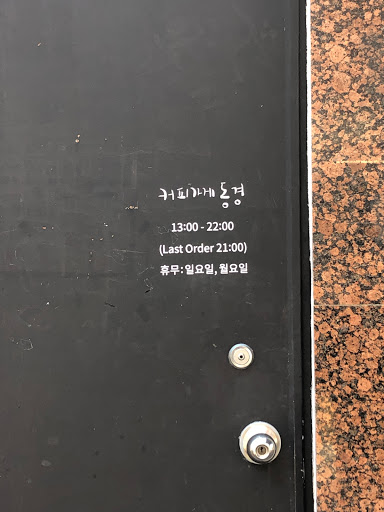 커피가게 동경
13:00 - 22:00
(Last Order 21:00)
휴무 : 일요일, 월요일